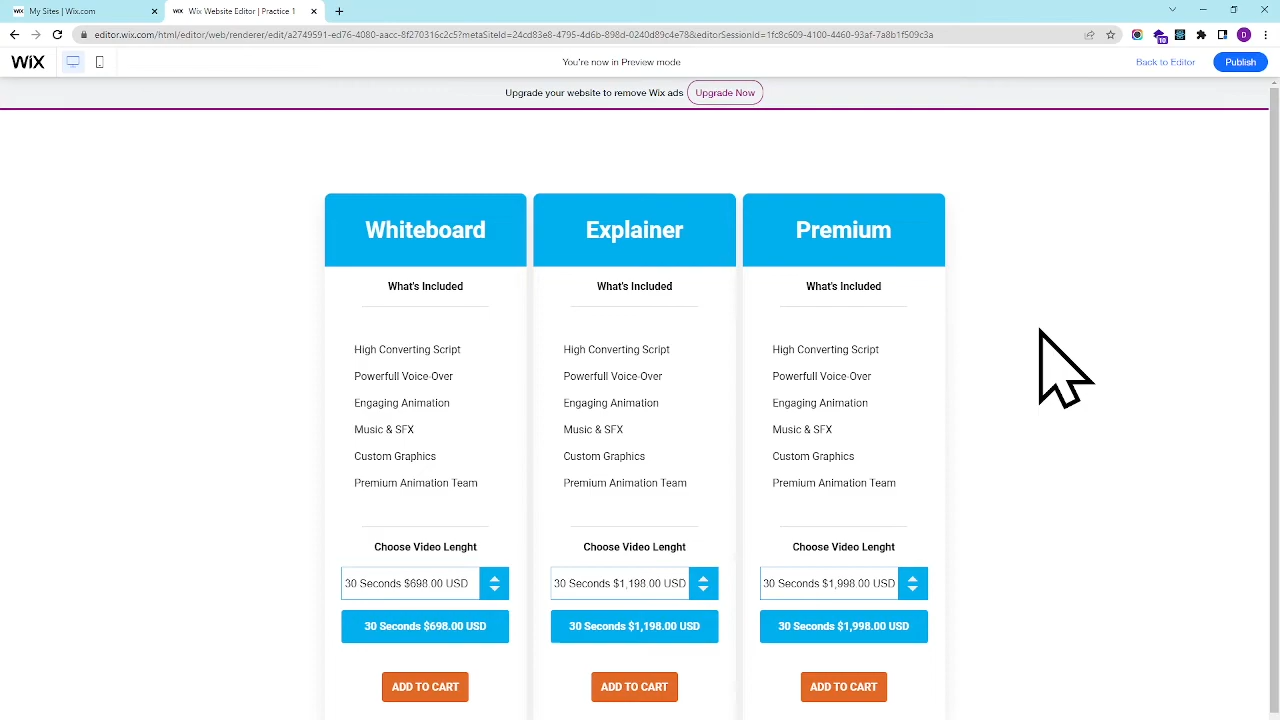 My Sites | Wix.com
Wix Website Editor | Practice 1
editor.wix.com/html/editor/web/renderer/edit/a2749591-ed76-4080-aacc-8f270316c2c5?metaSiteId=24cd83e8-4795-4d6b-898d-0240d89c4e78&editorSessionId=110c8c609-4100-4460-93af-7a8b1f509c3a
10
D
WiX
You're now in Preview mode
Back to Editor
Publish
Upgrade your website to remove Wix ads
Upgrade Now
Whiteboard
What's Included
High Converting Script
Powerfull Voice-Over
Engaging Animation
Music & SFX
Custom Graphics
Premium Animation Team
Choose Video Lenght
30 Seconds $698.00 USD
30 Seconds $698.00 USD
ADD TO CART
Explainer
What's Included
High Converting Script
Powerfull Voice-Over
Engaging Animation
Music & SFX
Custom Graphics
Premium Animation Team
Choose Video Lenght
30 Seconds $1,198.00 USD
30 Seconds $1,198.00 USD
ADD TO CART
Premium
What's Included
High Converting Script
Powerfull Voice-Over
Engaging Animation
Music & SFX
Custom Graphics
Premium Animation Team
Choose Video Lenght
30 Seconds $1,998.00 USD
30 Seconds $1,998.00 USD
ADD TO CART